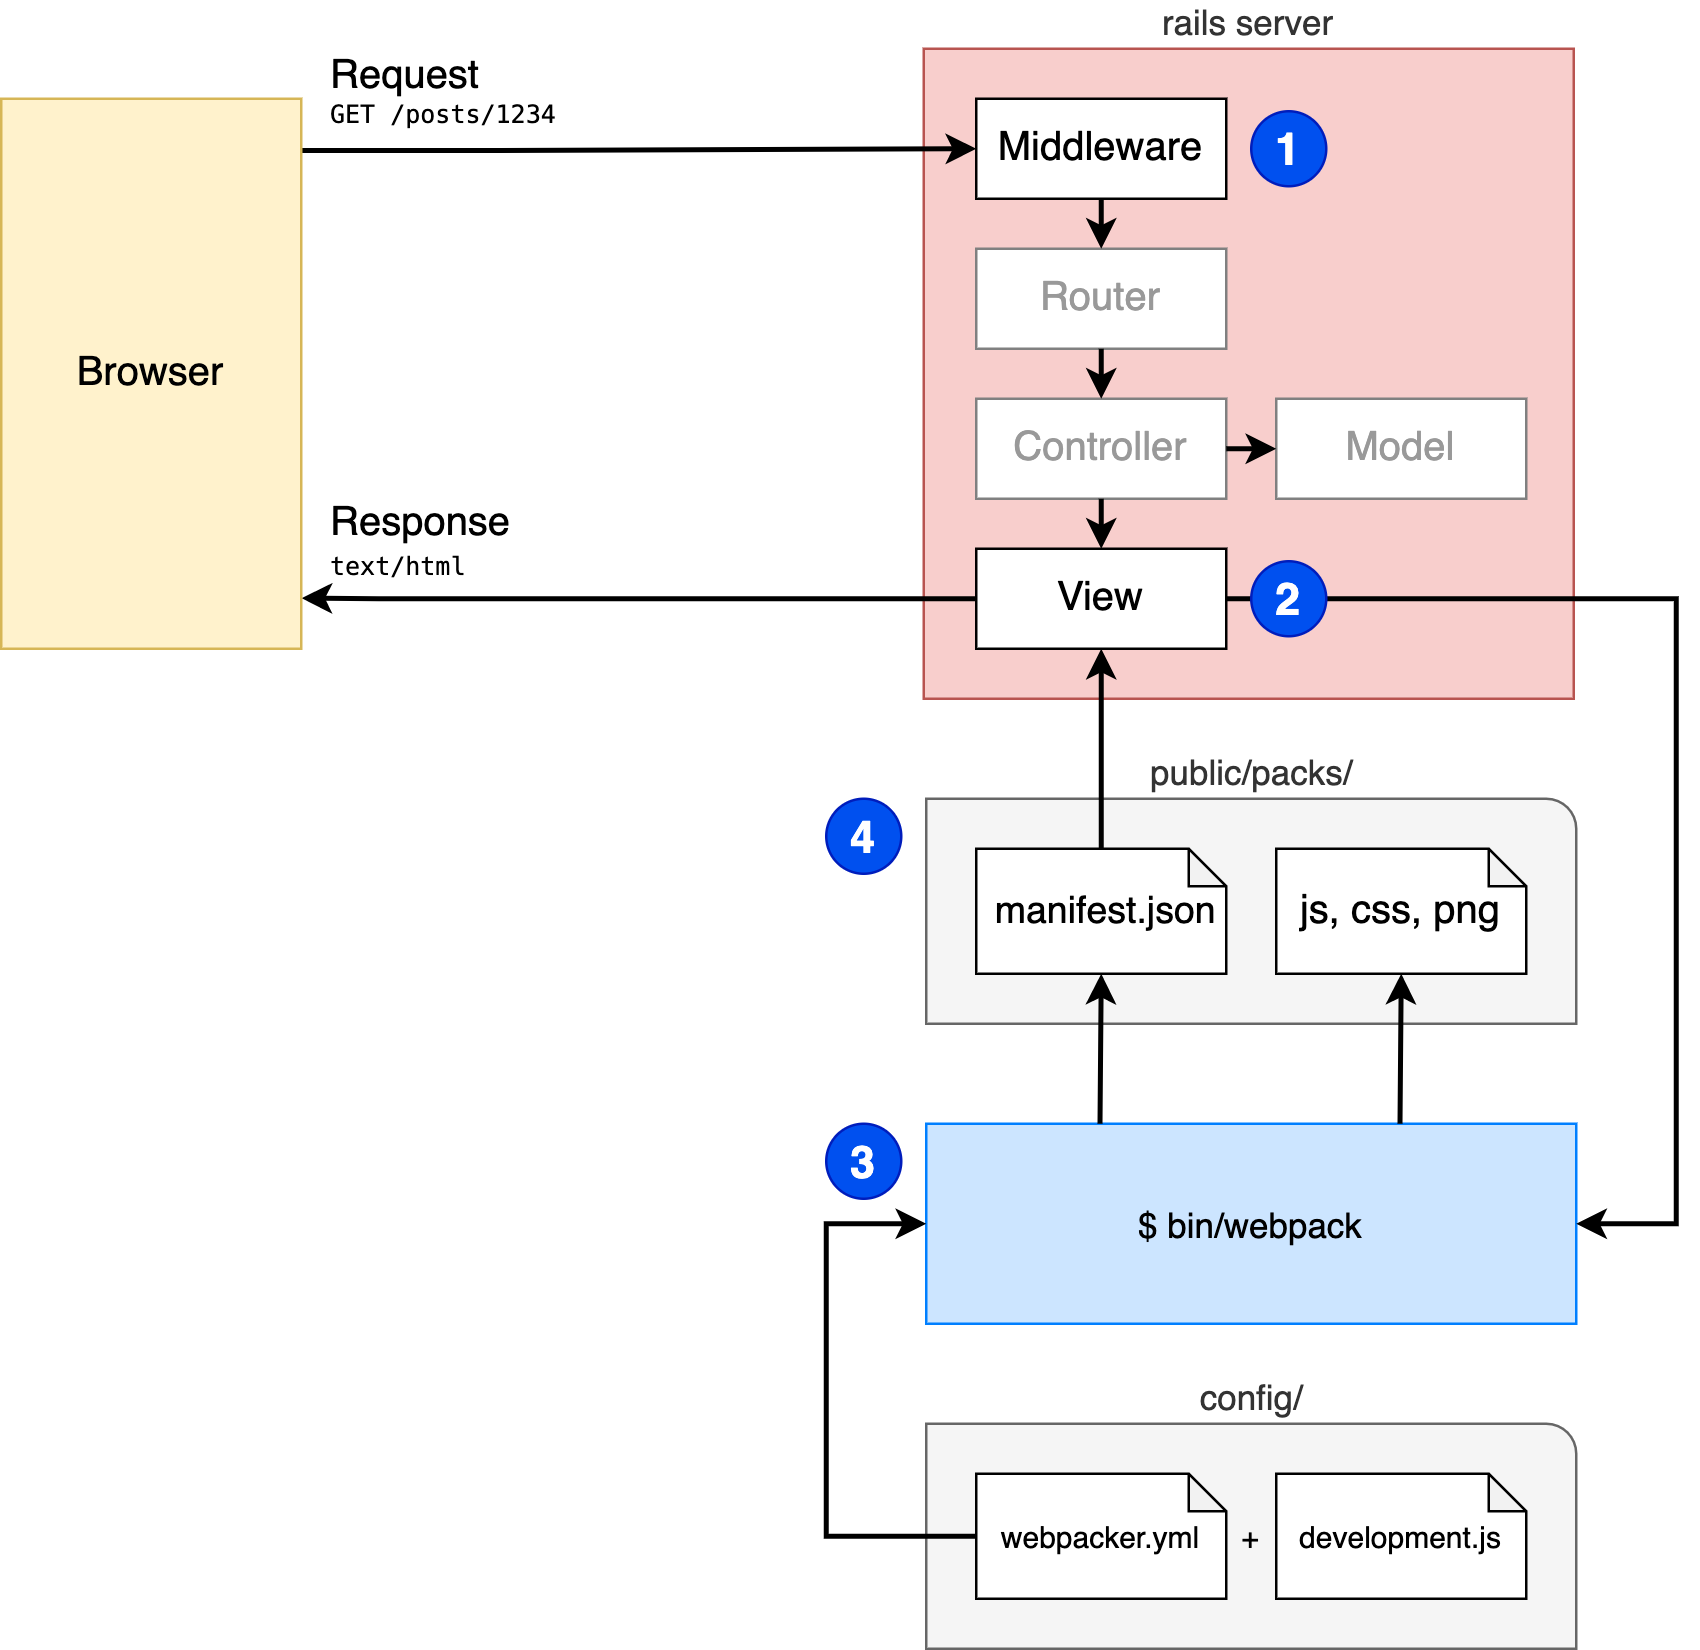 rails server
Request
GET /posts/1234
Middleware
1
Router
Browser
Controller
Model
Response
text/html
View
2
public/packs/
4
manifest.json
js, css, png
3
$ bin/webpack
config/
webpacker.yml
+
development.js